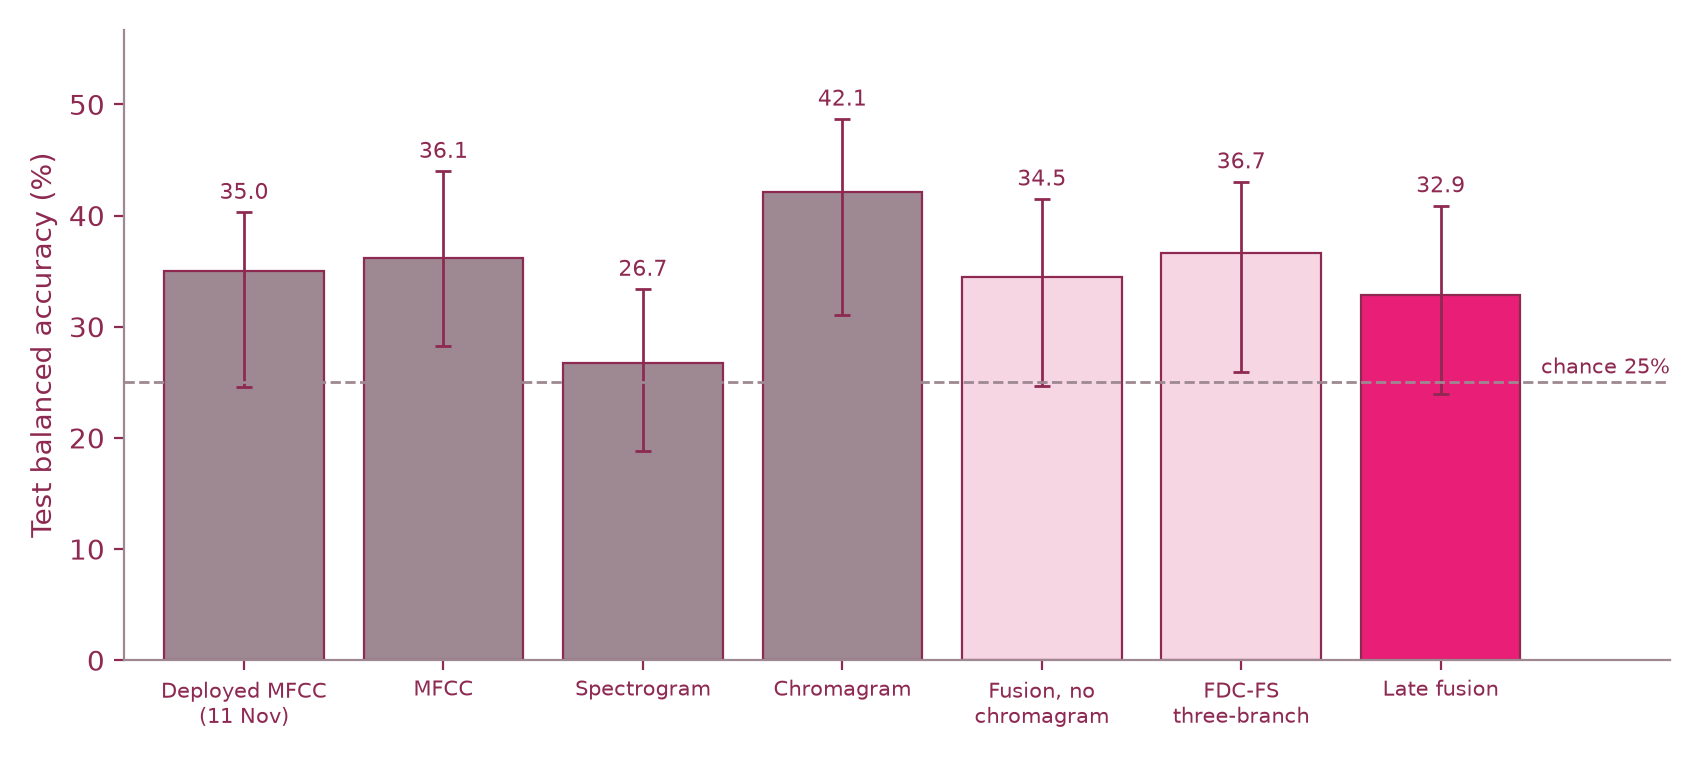 Test balanced accuracy (%)
50
40
30
20
10
0
35.0
36.1
26.7
42.1
34.5
36.7
32.9
chance 25%
Deployed MFCC
(11 Nov)
MFCC
Spectrogram
Chromagram
Fusion, no
chromagram
FDC-FS
three-branch
Late fusion